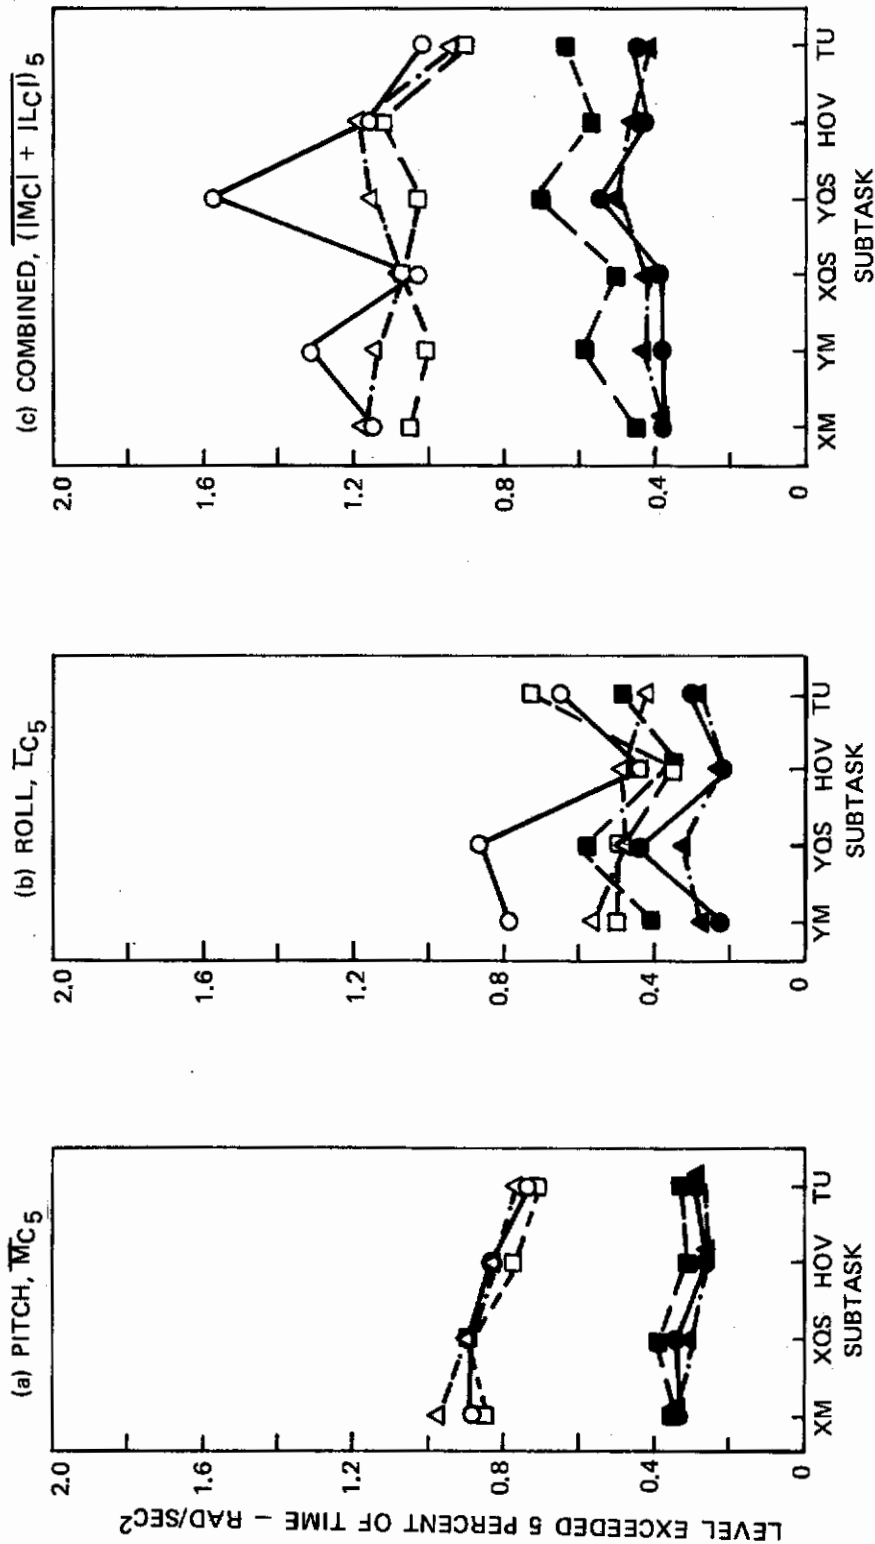 LEVEL EXCEEDED 5 PERCENT OF TIME – RAD/SEC²
(a) PITCH, M̅C5
2.0
1.6
1.2
0.8
0.4
0
XM XQS HOV TU
SUBTASK
(b) ROLL, L̅C5
2.0
1.6
1.2
0.8
0.4
0
YM YQS HOV TU
SUBTASK
(c) COMBINED, (|MC| + |LC|)5
2.0
1.6
1.2
0.8
0.4
0
XM YM XQS YQS HOV TU
SUBTASK